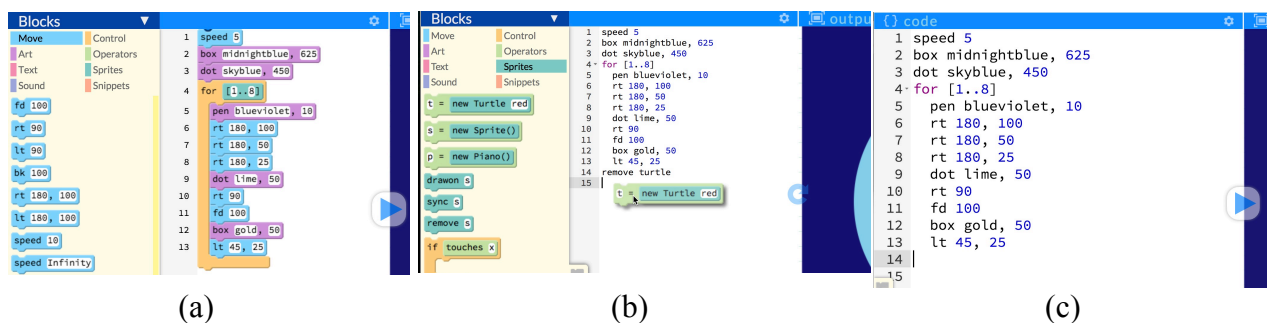 Blocks ▼
Move Control
Art Operators
Text Sprites
Sound Snippets
fd 100
rt 90
lt 90
bk 100
rt 180, 100
lt 180, 100
speed 10
speed Infinity
1 speed 5
2 box midnightblue, 625
3 dot skyblue, 450
4 for [1..8]
5 pen blueviolet, 10
6 rt 180, 100
7 rt 180, 50
8 rt 180, 25
9 dot lime, 50
10 rt 90
11 fd 100
12 box gold, 50
13 lt 45, 25
(a)
Blocks ▼
Move Control
Art Operators
Text Sprites
Sound Snippets
t = new Turtle red
s = new Sprite()
p = new Piano()
drawon s
sync s
remove s
if touches x
1 speed 5
2 box midnightblue, 625
3 dot skyblue, 450
4 for [1..8]
5 pen blueviolet, 10
6 rt 180, 100
7 rt 180, 50
8 rt 180, 25
9 dot lime, 50
10 rt 90
11 fd 100
12 box gold, 50
13 lt 45, 25
14 remove turtle
15
t = new Turtle red
outpu
(b)
{} code
1 speed 5
2 box midnightblue, 625
3 dot skyblue, 450
4 for [1..8]
5 pen blueviolet, 10
6 rt 180, 100
7 rt 180, 50
8 rt 180, 25
9 dot lime, 50
10 rt 90
11 fd 100
12 box gold, 50
13 lt 45, 25
14
15
(c)